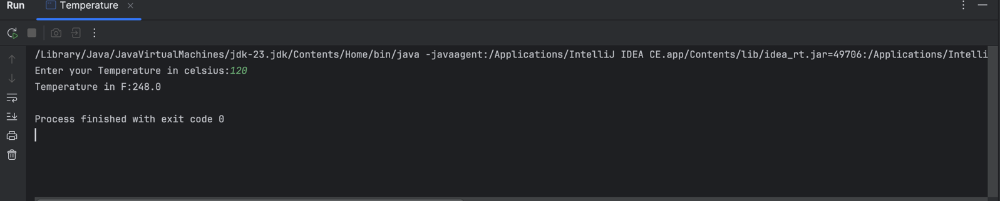 Run Temperature
/Library/Java/JavaVirtualMachines/jdk-23.jdk/Contents/Home/bin/java -javaagent:/Applications/IntelliJ IDEA CE.app/Contents/lib/idea_rt.jar=49706:/Applications/Intelli
Enter your Temperature in celsius:120
Temperature in F:248.0
Process finished with exit code 0